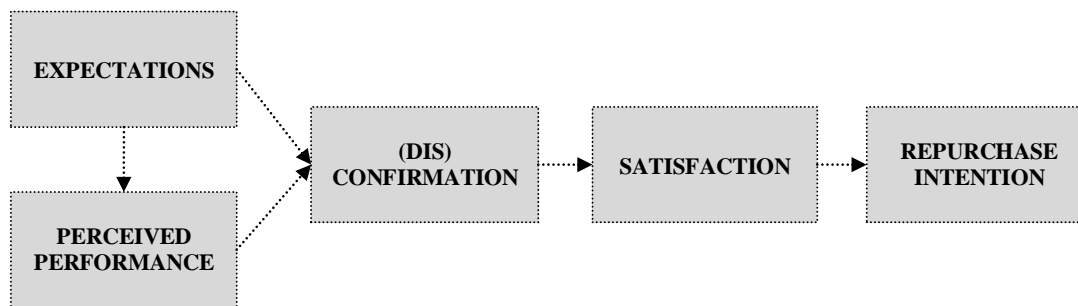 EXPECTATIONS
PERCEIVED
PERFORMANCE
(DIS)
CONFIRMATION
SATISFACTION
REPURCHASE
INTENTION